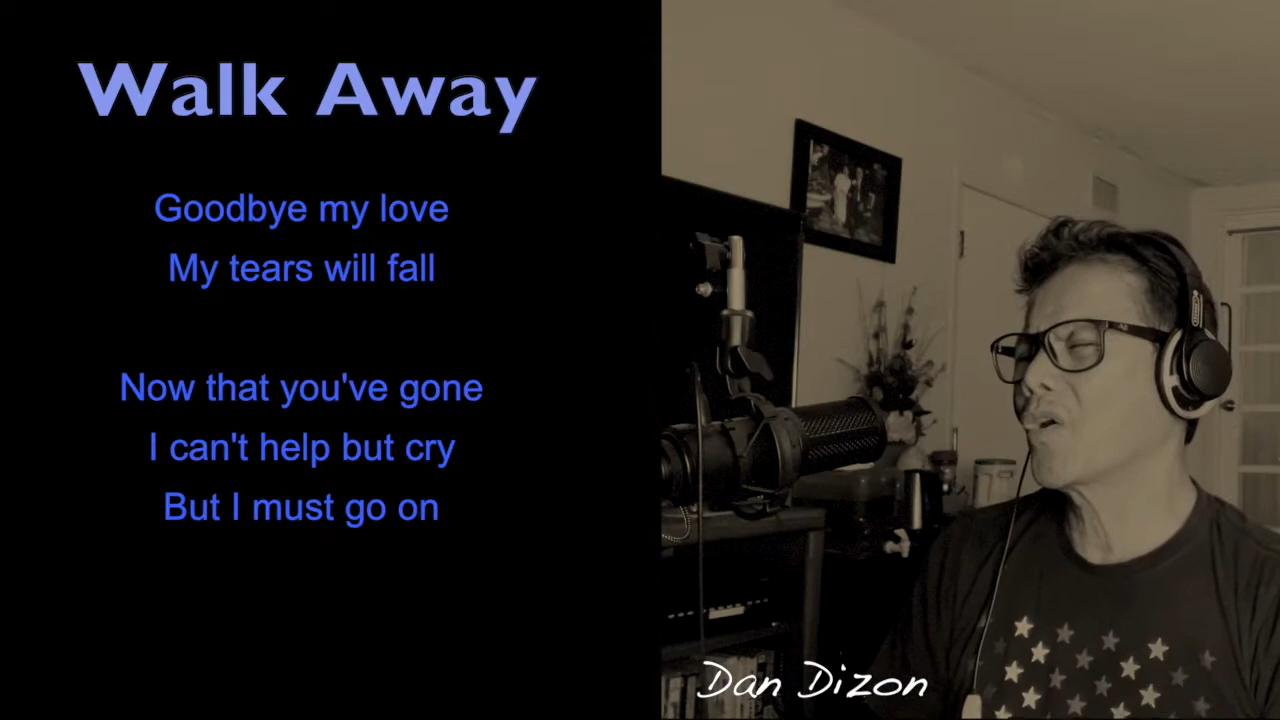 Walk Away
Goodbye my love
My tears will fall
Now that you've gone
I can't help but cry
But I must go on
Dan Dizon